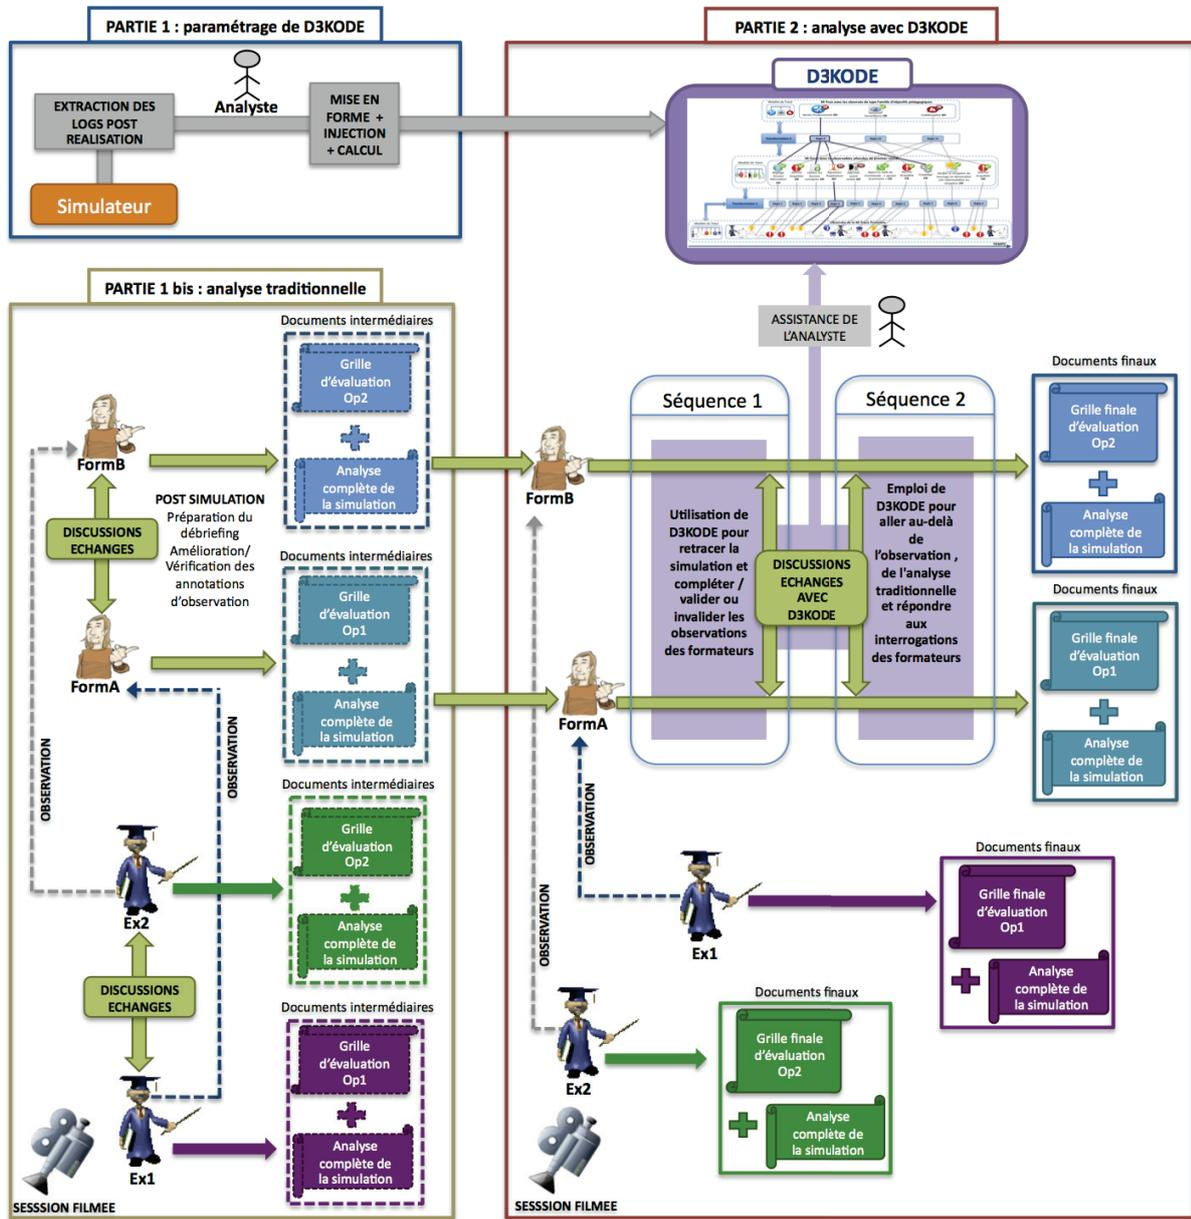 PARTIE 1 : paramétrage de D3KODE
EXTRACTION DES
LOGS POST
REALISATION
Analyste
MISE EN
FORME +
INJECTION
+ CALCUL
Simulateur
PARTIE 2 : analyse avec D3KODE
D3KODE
ASSISTANCE DE
L’ANALYSTE
PARTIE 1 bis : analyse traditionnelle
Documents intermédiaires
Grille
d’évaluation
Op2
Analyse
complète de
la simulation
FormB
DISCUSSIONS
ECHANGES
POST SIMULATION
Préparation du
débriefing
Amélioration/
Vérification des
annotations
d’observation
Documents intermédiaires
Grille
d’évaluation
Op1
Analyse
complète de
la simulation
FormA
OBSERVATION
OBSERVATION
Documents intermédiaires
Grille
d’évaluation
Op2
Analyse
complète de
la simulation
Ex2
DISCUSSIONS
ECHANGES
Documents intermédiaires
Grille
d’évaluation
Op1
Analyse
complète de
la simulation
Ex1
SESSSION FILMEE
Séquence 1
Séquence 2
FormB
Utilisation de
D3KODE pour
retracer la
simulation et
compléter /
valider ou
invalider les
observations
des formateurs
DISCUSSIONS
ECHANGES
AVEC
D3KODE
Emploi de
D3KODE pour
aller au-delà
de
l’observation ,
de l'analyse
traditionnelle
et répondre
aux
interrogations
des formateurs
FormA
Documents finaux
Grille finale
d’évaluation
Op2
Analyse
complète de
la simulation
Documents finaux
Grille finale
d’évaluation
Op1
Analyse
complète de
la simulation
OBSERVATION
OBSERVATION
Ex1
Documents finaux
Grille finale
d’évaluation
Op1
Analyse
complète de
la simulation
Ex2
Documents finaux
Grille finale
d’évaluation
Op2
Analyse
complète de
la simulation
SESSSION FILMEE